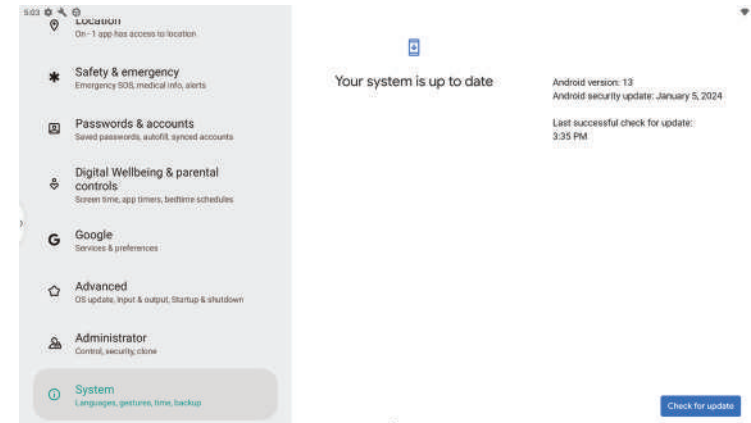 5:03
Location
On - 1 app has access to location
Safety & emergency
Emergency SOS, medical info, alerts
Passwords & accounts
Saved passwords, autofill, synced accounts
Digital Wellbeing & parental
controls
Screen time, app timers, bedtime schedules
G Google
Services & preferences
Advanced
OS update, Input & output, Startup & shutdown
Administrator
Control, security, clone
System
Languages, gestures, time, backup
Your system is up to date
Android version: 13
Android security update: January 5, 2024
Last successful check for update:
3:35 PM
Check for update